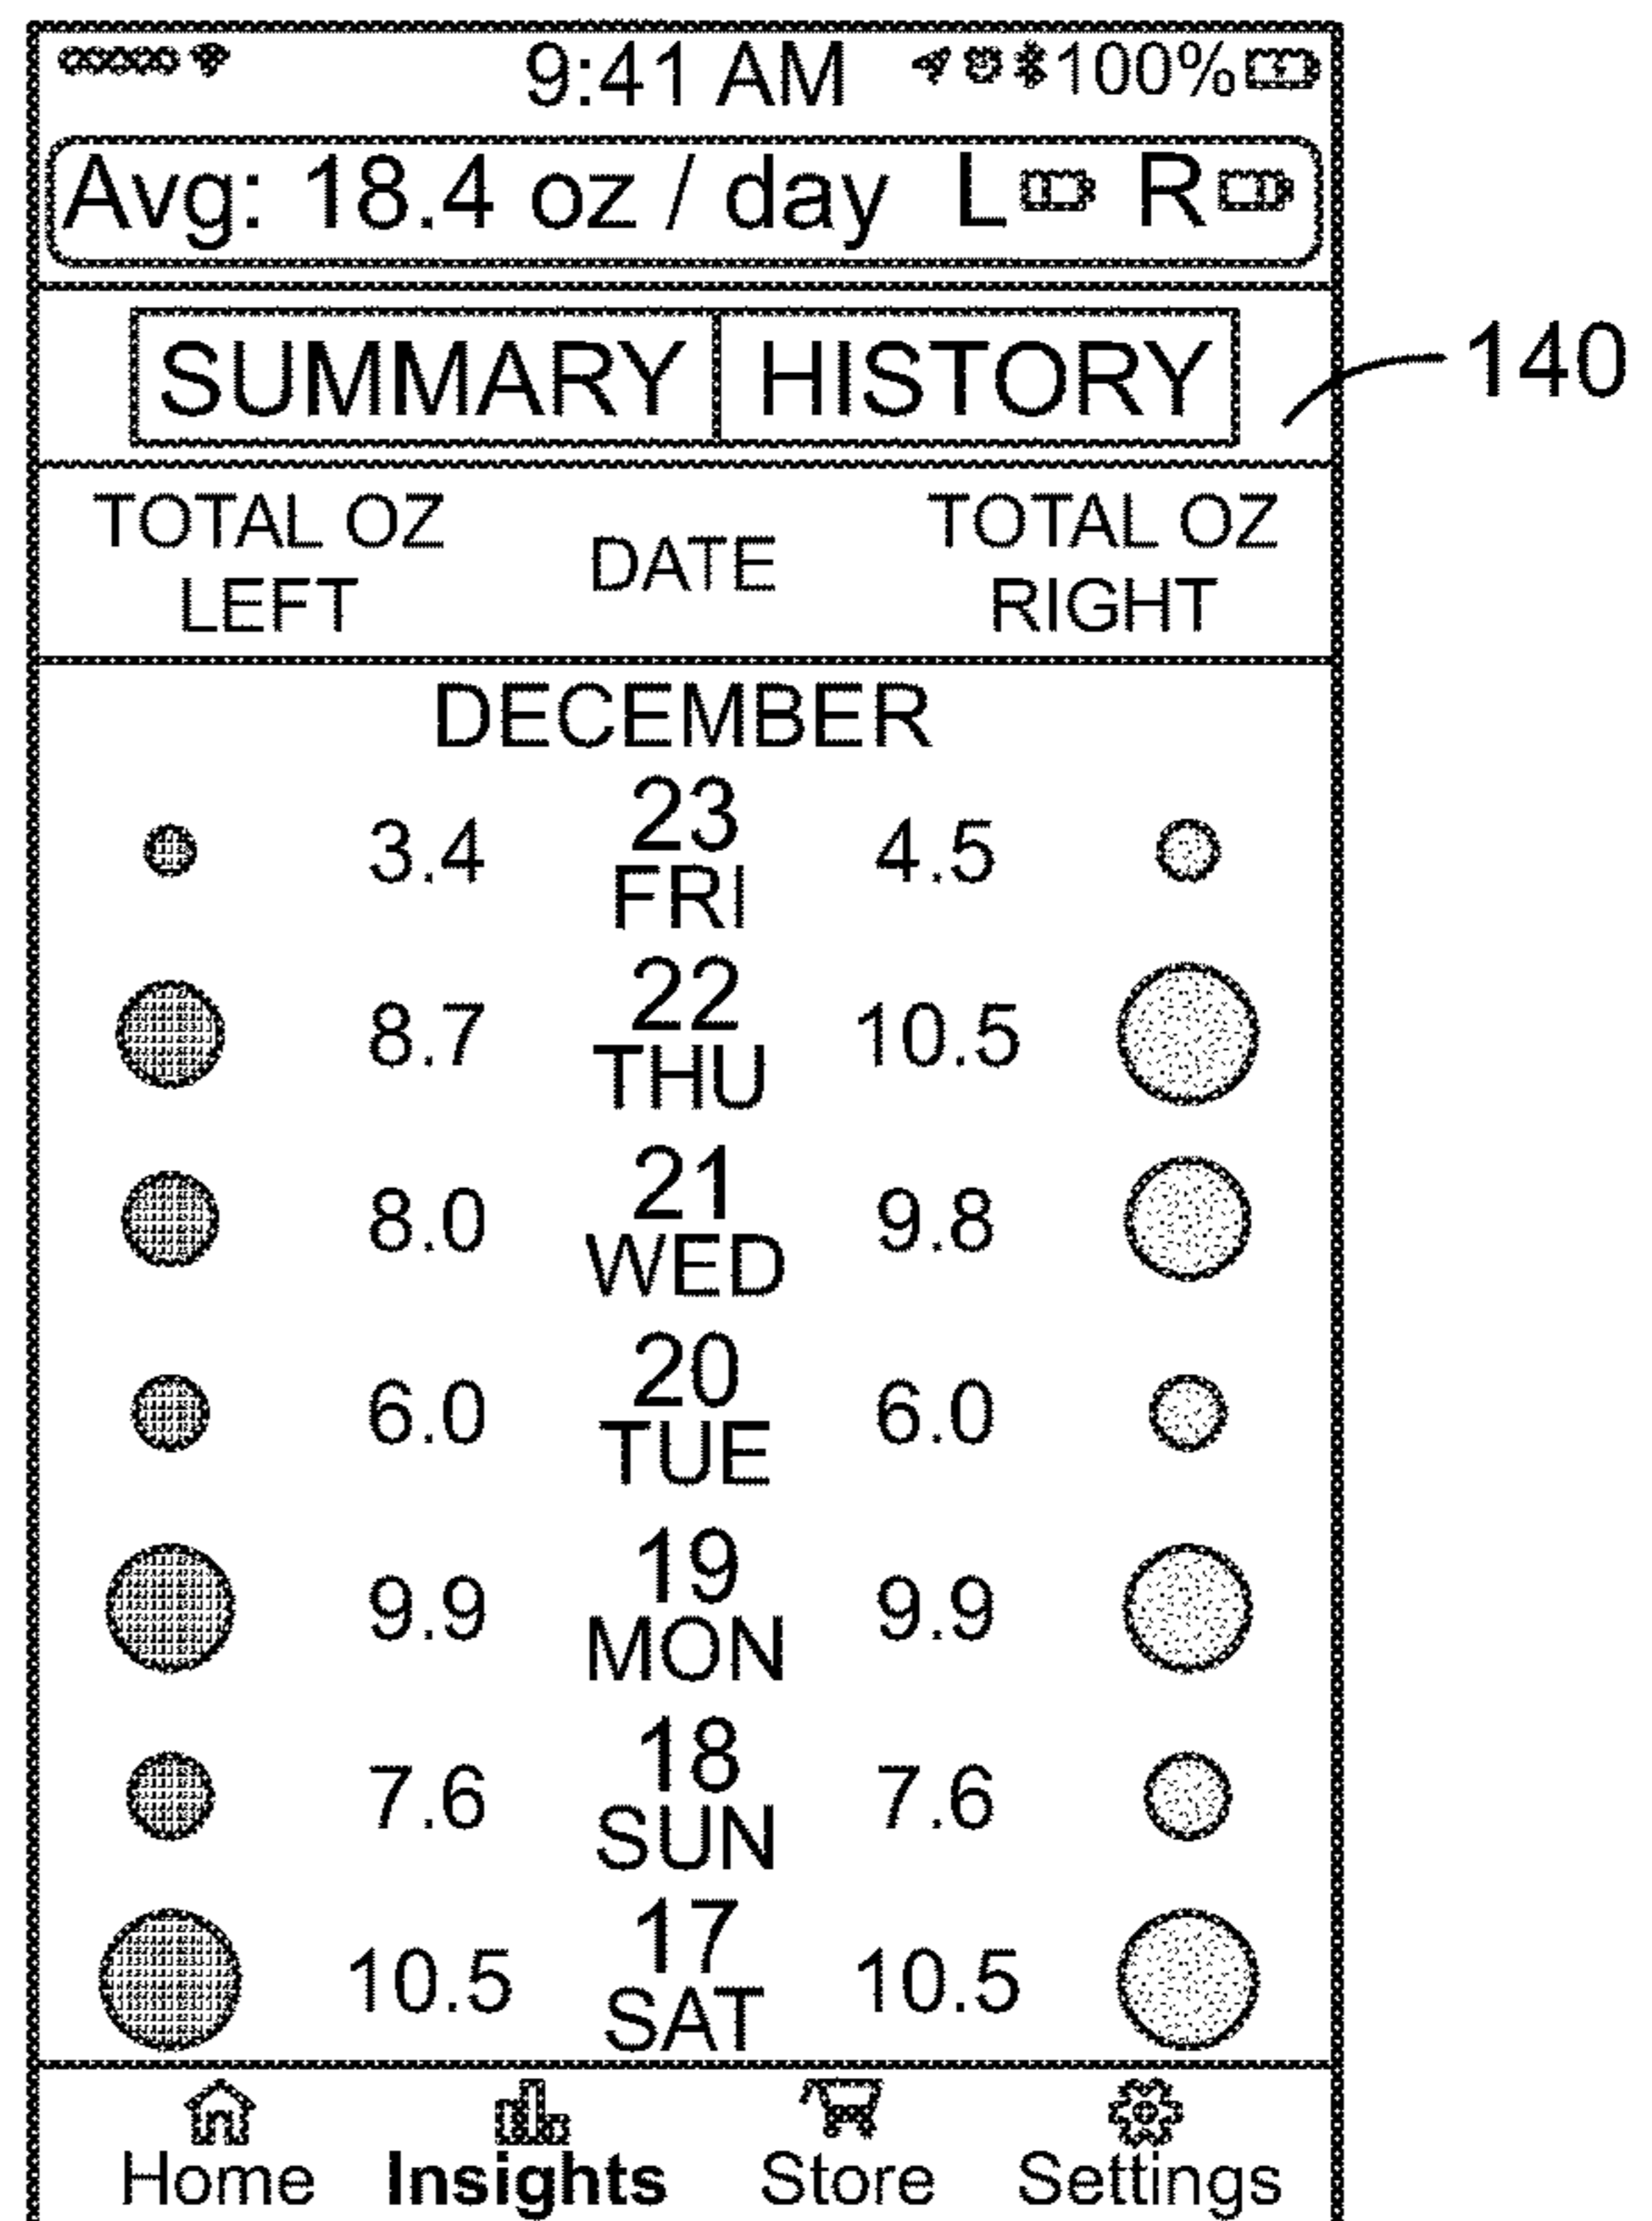 9:41 AM 100%
Avg: 18.4 oz / day L R
SUMMARY HISTORY
140
TOTAL OZ LEFT DATE TOTAL OZ RIGHT
DECEMBER
3.4 23 FRI 4.5
8.7 22 THU 10.5
8.0 21 WED 9.8
6.0 20 TUE 6.0
9.9 19 MON 9.9
7.6 18 SUN 7.6
10.5 17 SAT 10.5
Home Insights Store Settings